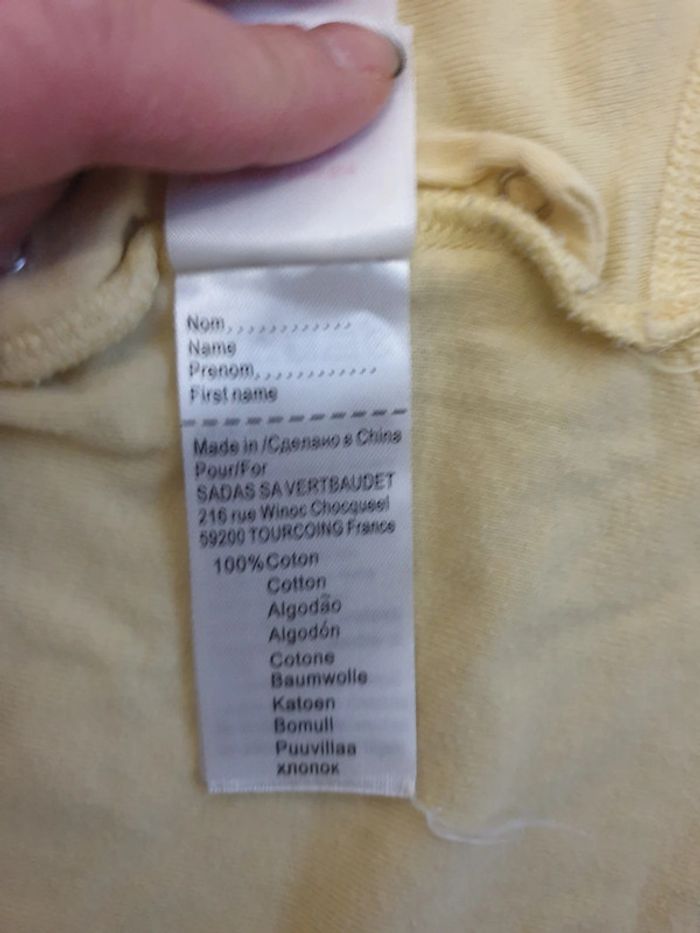 Nom............
Name
Prenom............
First name
Made in /Сделано в China
Pour/For
SADAS SA VERTBAUDET
216 rue Winoc Chocqueel
59200 TOURCOING France
100%Coton
Cotton
Algodão
Algodón
Cotone
Baumwolle
Katoen
Bomull
Puuvillaa
хлопок